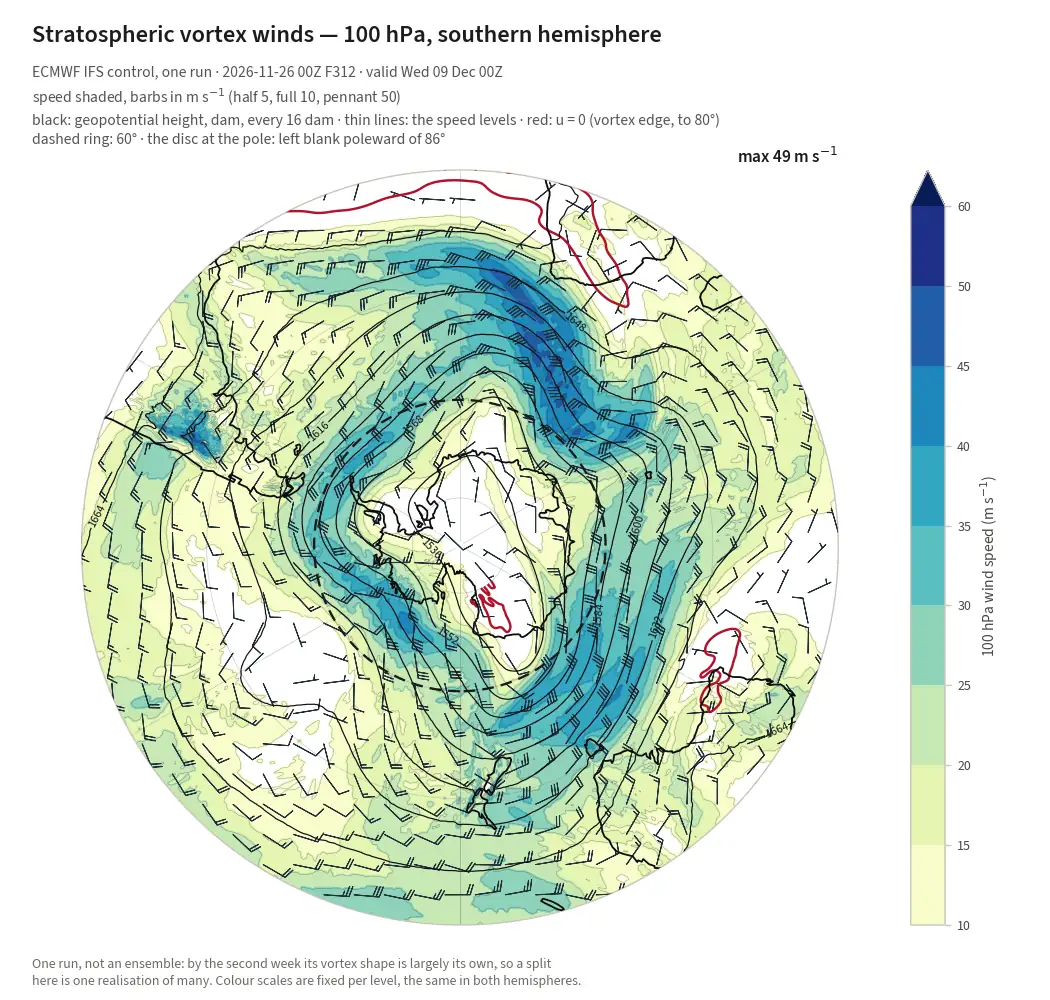 Stratospheric vortex winds — 100 hPa, southern hemisphere
ECMWF IFS control, one run · 2026-11-26 00Z F312 · valid Wed 09 Dec 00Z
speed shaded, barbs in m s−1 (half 5, full 10, pennant 50)
black: geopotential height, dam, every 16 dam · thin lines: the speed levels · red: u = 0 (vortex edge, to 80°)
dashed ring: 60° · the disc at the pole: left blank poleward of 86°
max 49 m s−1
60
50
45
40
35
30
25
20
15
10
100 hPa wind speed (m s−1)
1648
1616
1568
1664
1600
1536
1584
1552
1664
One run, not an ensemble: by the second week its vortex shape is largely its own, so a split
here is one realisation of many. Colour scales are fixed per level, the same in both hemispheres.